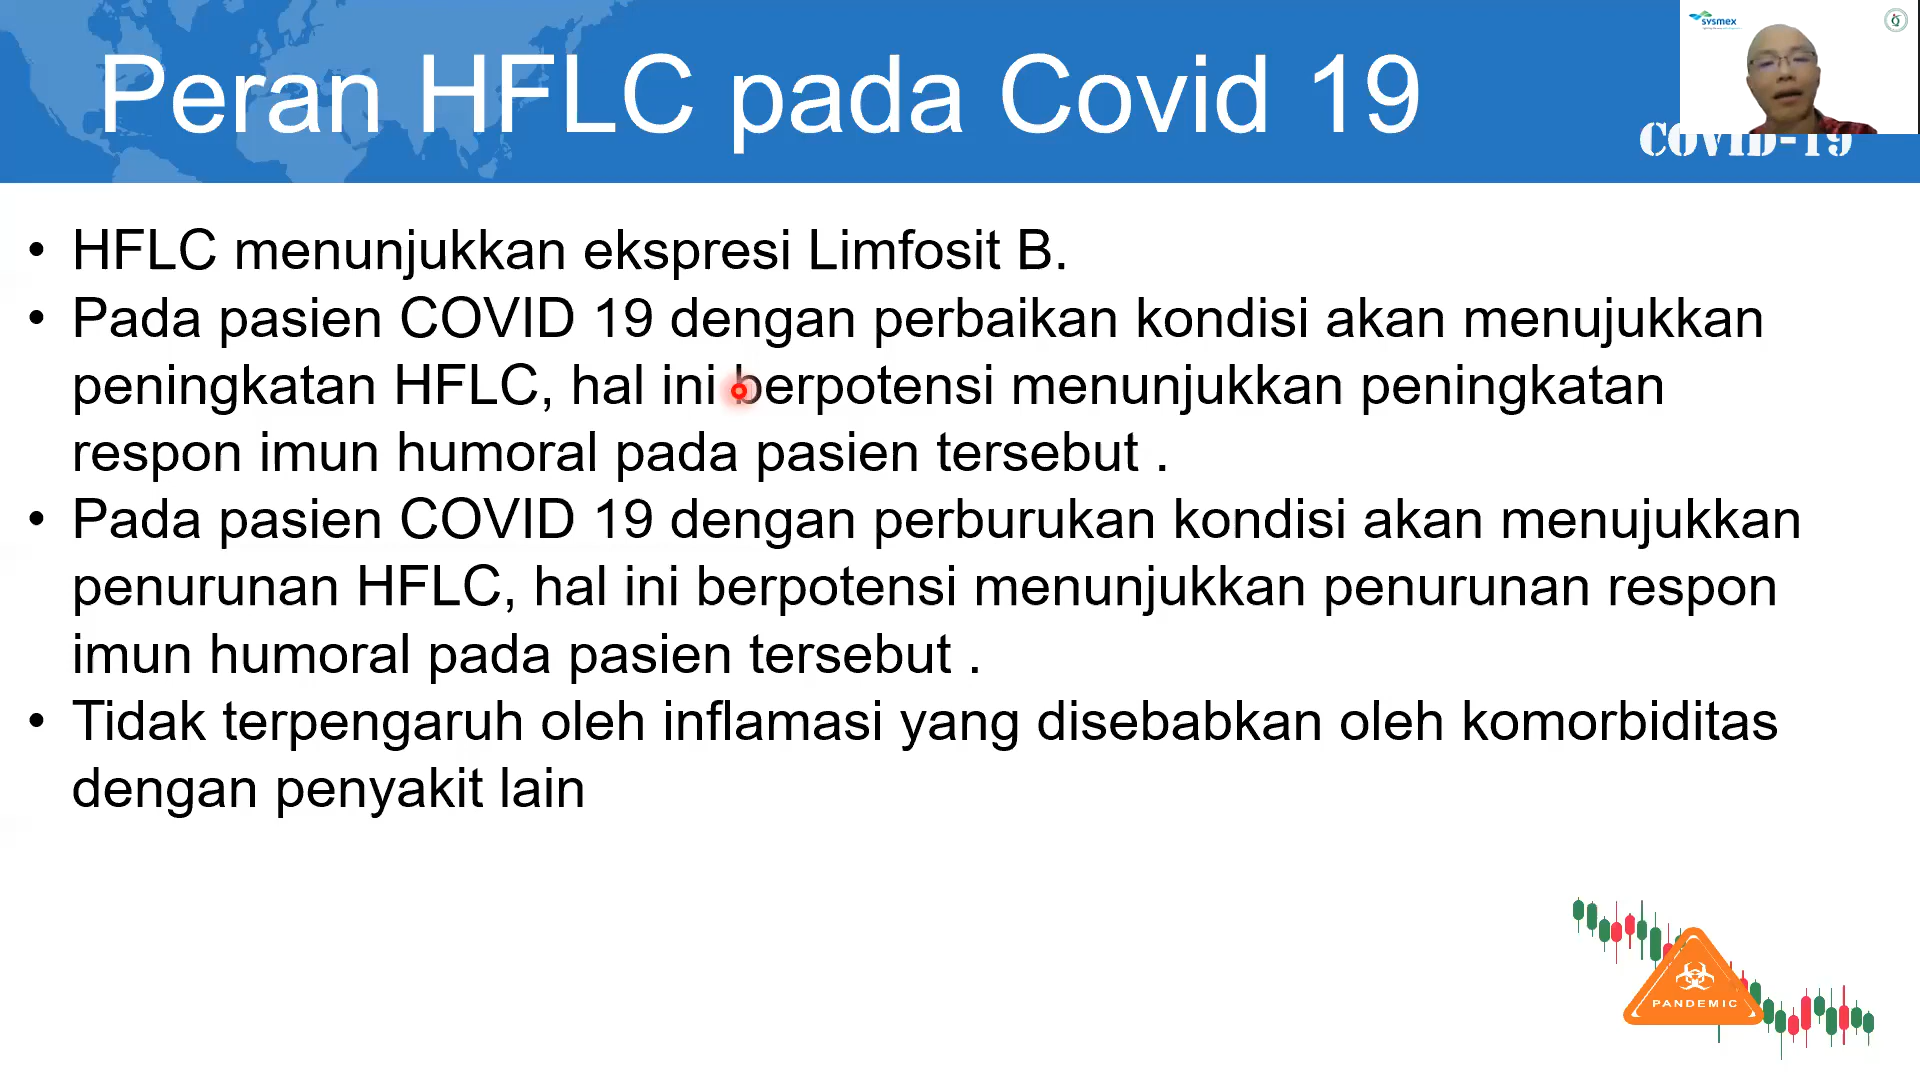 Peran HFLC pada Covid 19
sysmex
COVID-19
• HFLC menunjukkan ekspresi Limfosit B.
• Pada pasien COVID 19 dengan perbaikan kondisi akan menujukkan
peningkatan HFLC, hal ini berpotensi menunjukkan peningkatan
respon imun humoral pada pasien tersebut .
• Pada pasien COVID 19 dengan perburukan kondisi akan menujukkan
penurunan HFLC, hal ini berpotensi menunjukkan penurunan respon
imun humoral pada pasien tersebut .
• Tidak terpengaruh oleh inflamasi yang disebabkan oleh komorbiditas
dengan penyakit lain
PANDEMIC